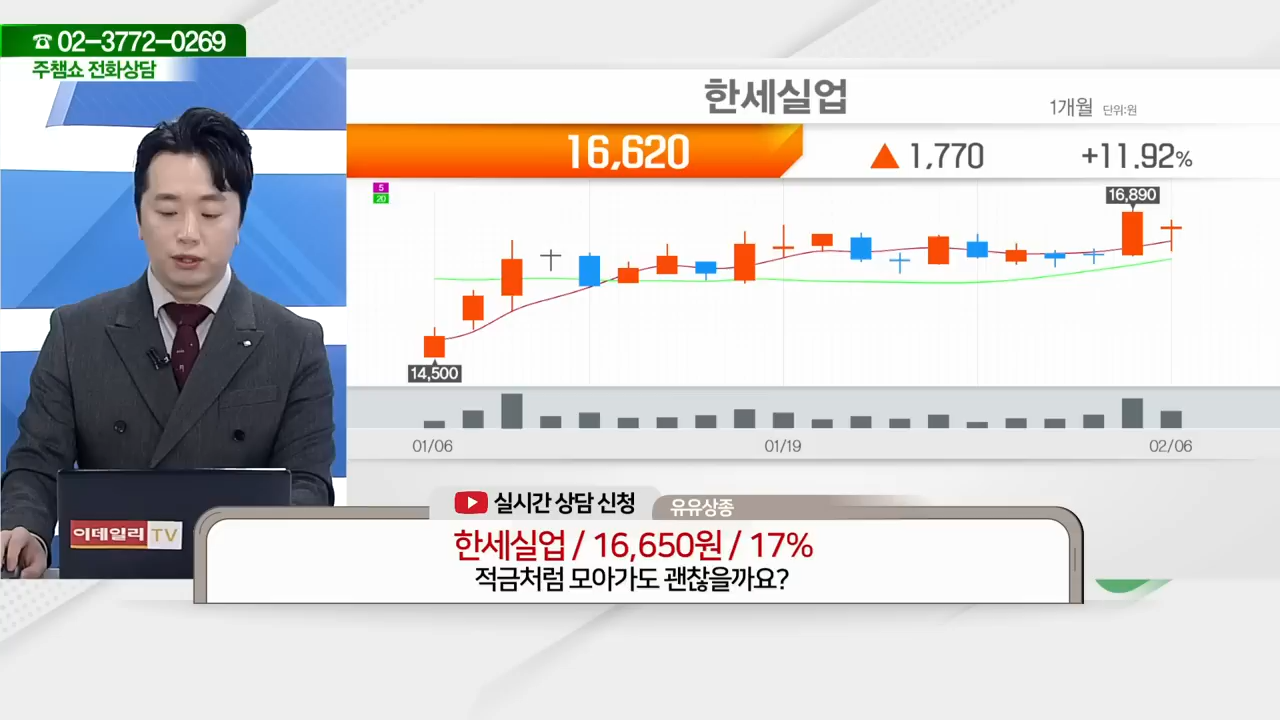 ☎ 02-3772-0269
주챔쇼 전화상담
한세실업
1개월 단위:원
16,620 ▲ 1,770 +11.92%
5
20
16,890
14,500
01/06 01/19 02/06
실시간 상담 신청 유유상종
한세실업 / 16,650원 / 17%
적금처럼 모아가도 괜찮을까요?
이데일리 TV